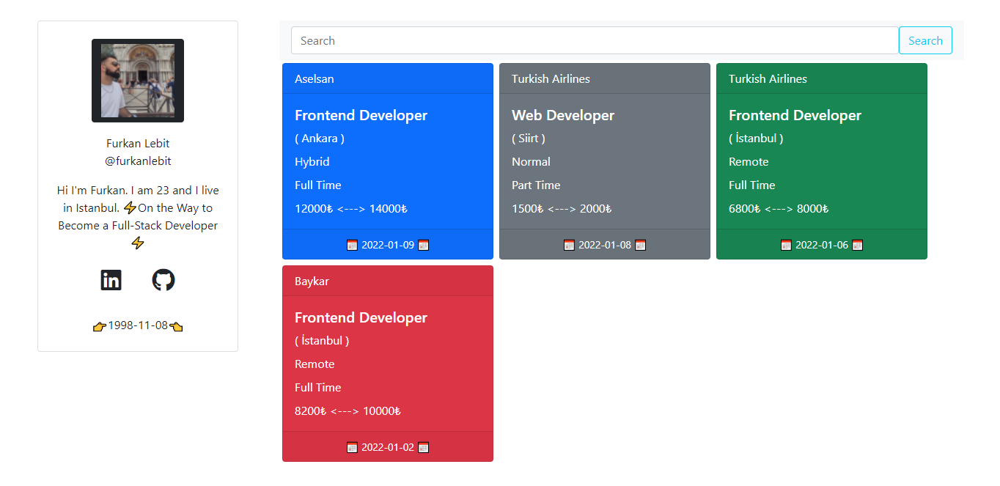 Furkan Lebit
@furkanlebit
Hi I'm Furkan. I am 23 and I live
in Istanbul. ⚡On the Way to
Become a Full-Stack Developer
⚡
in
👉1998-11-08👈
Search
Search
Aselsan
Frontend Developer
( Ankara )
Hybrid
Full Time
12000₺ <---> 14000₺
📅 2022-01-09 📅
Turkish Airlines
Web Developer
( Siirt )
Normal
Part Time
1500₺ <---> 2000₺
📅 2022-01-08 📅
Turkish Airlines
Frontend Developer
( İstanbul )
Remote
Full Time
6800₺ <---> 8000₺
📅 2022-01-06 📅
Baykar
Frontend Developer
( İstanbul )
Remote
Full Time
8200₺ <---> 10000₺
📅 2022-01-02 📅